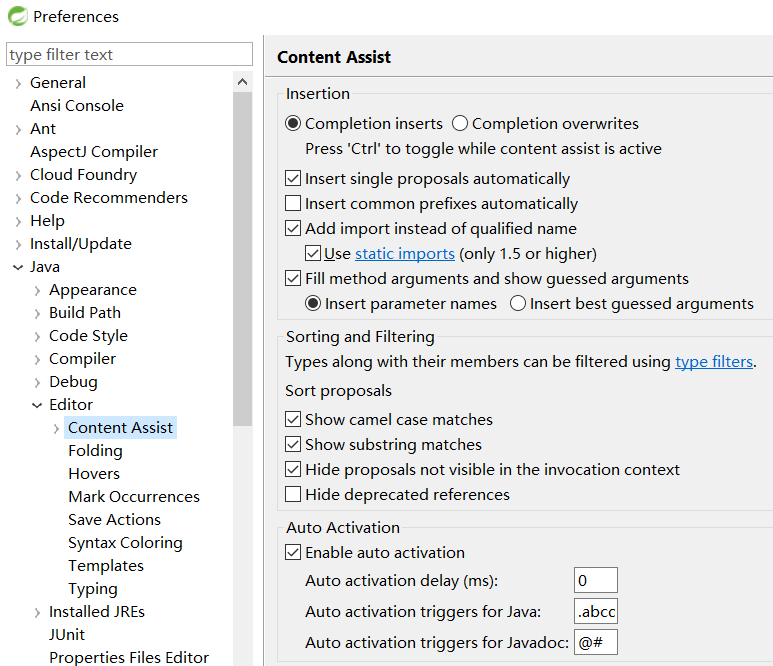 Preferences
type filter text
General
Ansi Console
Ant
AspectJ Compiler
Cloud Foundry
Code Recommenders
Help
Install/Update
Java
Appearance
Build Path
Code Style
Compiler
Debug
Editor
Content Assist
Folding
Hovers
Mark Occurrences
Save Actions
Syntax Coloring
Templates
Typing
Installed JREs
JUnit
Properties Files Editor
Content Assist
Insertion
Completion inserts Completion overwrites
Press 'Ctrl' to toggle while content assist is active
Insert single proposals automatically
Insert common prefixes automatically
Add import instead of qualified name
Use static imports (only 1.5 or higher)
Fill method arguments and show guessed arguments
Insert parameter names Insert best guessed arguments
Sorting and Filtering
Types along with their members can be filtered using type filters.
Sort proposals
Show camel case matches
Show substring matches
Hide proposals not visible in the invocation context
Hide deprecated references
Auto Activation
Enable auto activation
Auto activation delay (ms): 0
Auto activation triggers for Java: .abcc
Auto activation triggers for Javadoc: @#